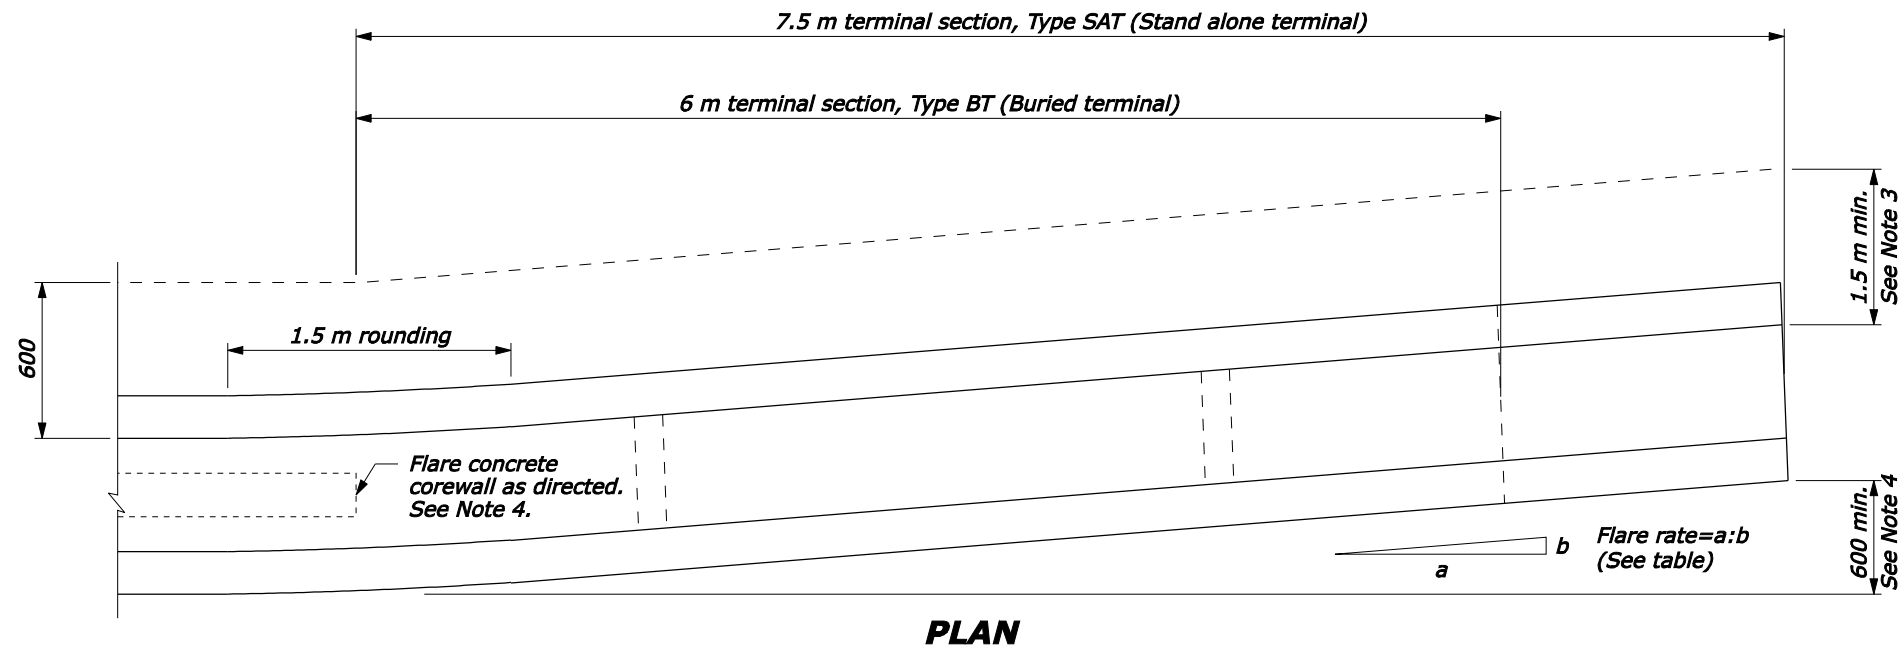 7.5 m terminal section, Type SAT (Stand alone terminal)
6 m terminal section, Type BT (Buried terminal)
1.5 m min.
See Note 3
1.5 m rounding
600
Flare concrete
corewall as directed.
See Note 4.
600 min.
See Note 4
b
a
Flare rate=a:b
(See table)
PLAN